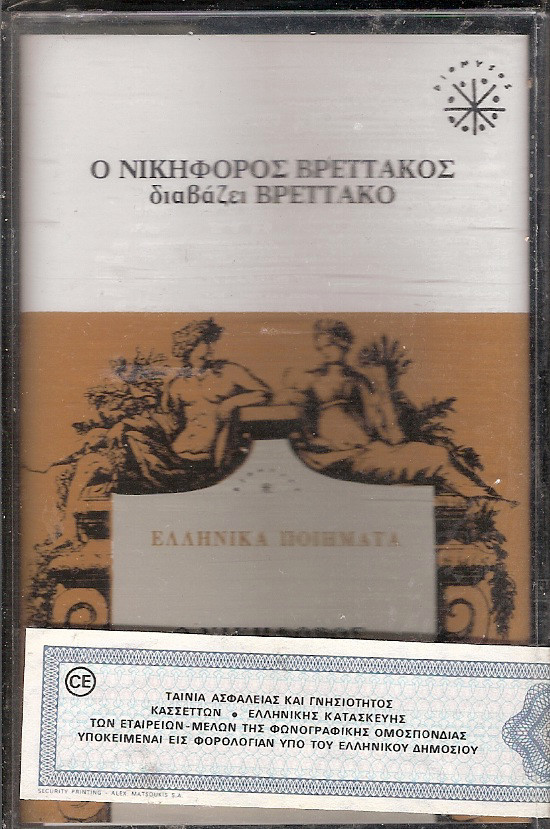 DIONYSOS
Ο ΝΙΚΗΦΟΡΟΣ ΒΡΕΤΤΑΚΟΣ
διαβάζει ΒΡΕΤΤΑΚΟ
ΕΛΛΗΝΙΚΑ ΠΟΙΗΜΑΤΑ
CE
ΤΑΙΝΙΑ ΑΣΦΑΛΕΙΑΣ ΚΑΙ ΓΝΗΣΙΟΤΗΤΟΣ
ΚΑΣΣΕΤΤΩΝ • ΕΛΛΗΝΙΚΗΣ ΚΑΤΑΣΚΕΥΗΣ
ΤΩΝ ΕΤΑΙΡΕΙΩΝ-ΜΕΛΩΝ ΤΗΣ ΦΩΝΟΓΡΑΦΙΚΗΣ ΟΜΟΣΠΟΝΔΙΑΣ
ΥΠΟΚΕΙΜΕΝΑΙ ΕΙΣ ΦΟΡΟΛΟΓΙΑΝ ΥΠΟ ΤΟΥ ΕΛΛΗΝΙΚΟΥ ΔΗΜΟΣΙΟΥ
SECURITY PRINTING - ALEX. MATSOUKIS S.A.